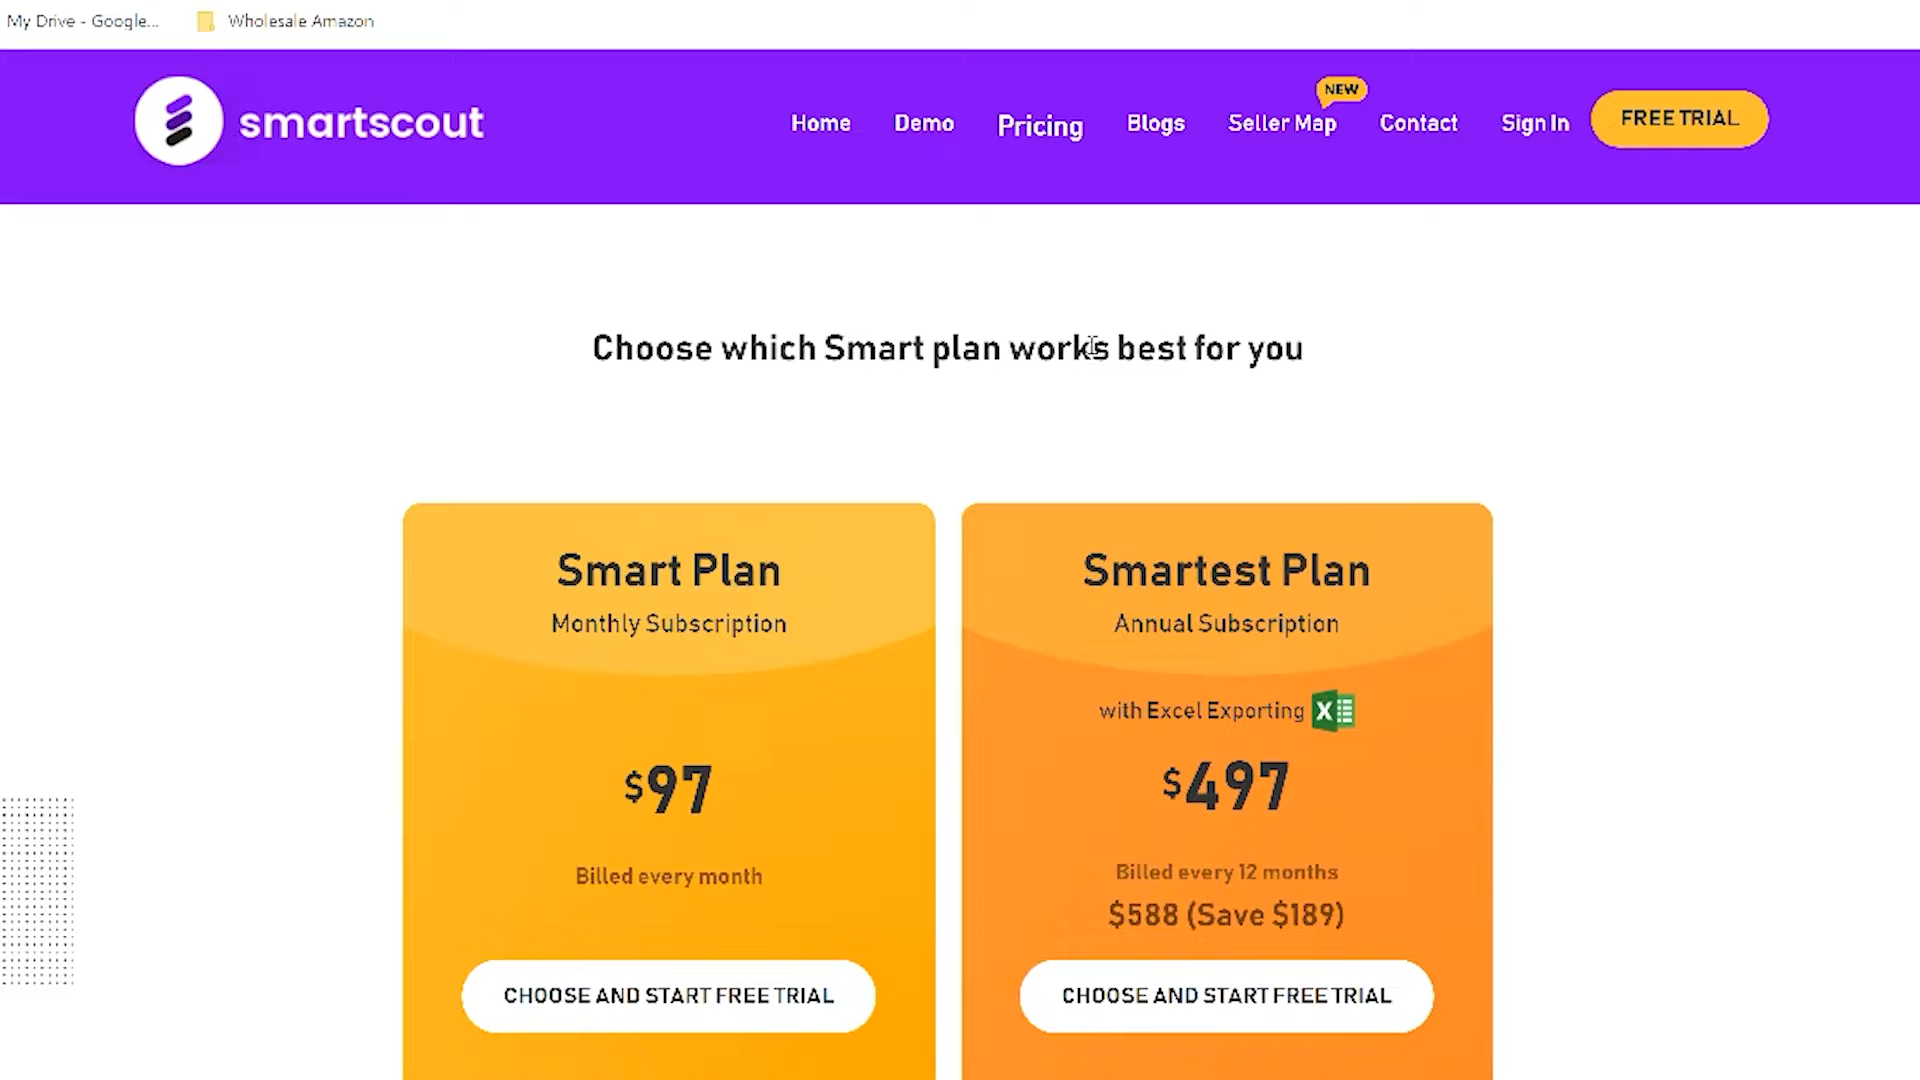 My Drive - Google...
Wholesale Amazon
smartscout
Home
Demo
Pricing
Blogs
NEW
Seller Map
Contact
Sign In
FREE TRIAL
Choose which Smart plan works best for you
Smart Plan
Monthly Subscription
$97
Billed every month
CHOOSE AND START FREE TRIAL
Smartest Plan
Annual Subscription
with Excel Exporting
$497
Billed every 12 months
$588 (Save $189)
CHOOSE AND START FREE TRIAL